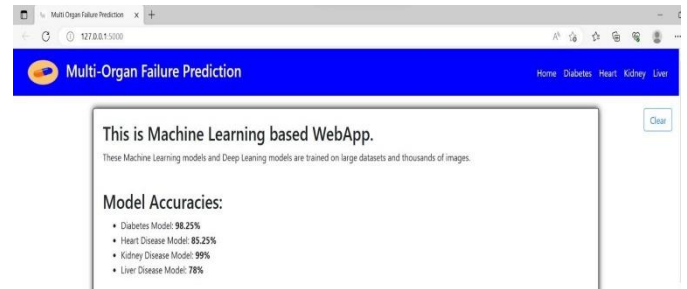 Multi Organ Failure Prediction
127.0.0.1:5000
Multi-Organ Failure Prediction
Home Diabetes Heart Kidney Liver
Clear
This is Machine Learning based WebApp.
These Machine Learning models and Deep Leaning models are trained on large datasets and thousands of images.
Model Accuracies:
• Diabetes Model: 98.25%
• Heart Disease Model: 85.25%
• Kidney Disease Model: 99%
• Liver Disease Model: 78%